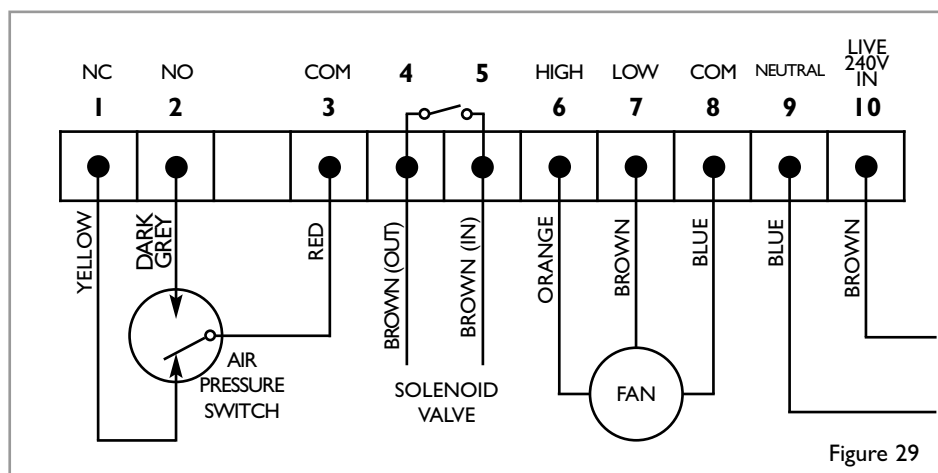 NC NO COM 4 5 HIGH LOW COM NEUTRAL LIVE
240V
IN
1 2 3 6 7 8 9 10
YELLOW
DARK
GREY
RED
BROWN (OUT)
BROWN (IN)
ORANGE
BROWN
BLUE
BLUE
BROWN
AIR
PRESSURE
SWITCH
SOLENOID
VALVE
FAN
Figure 29